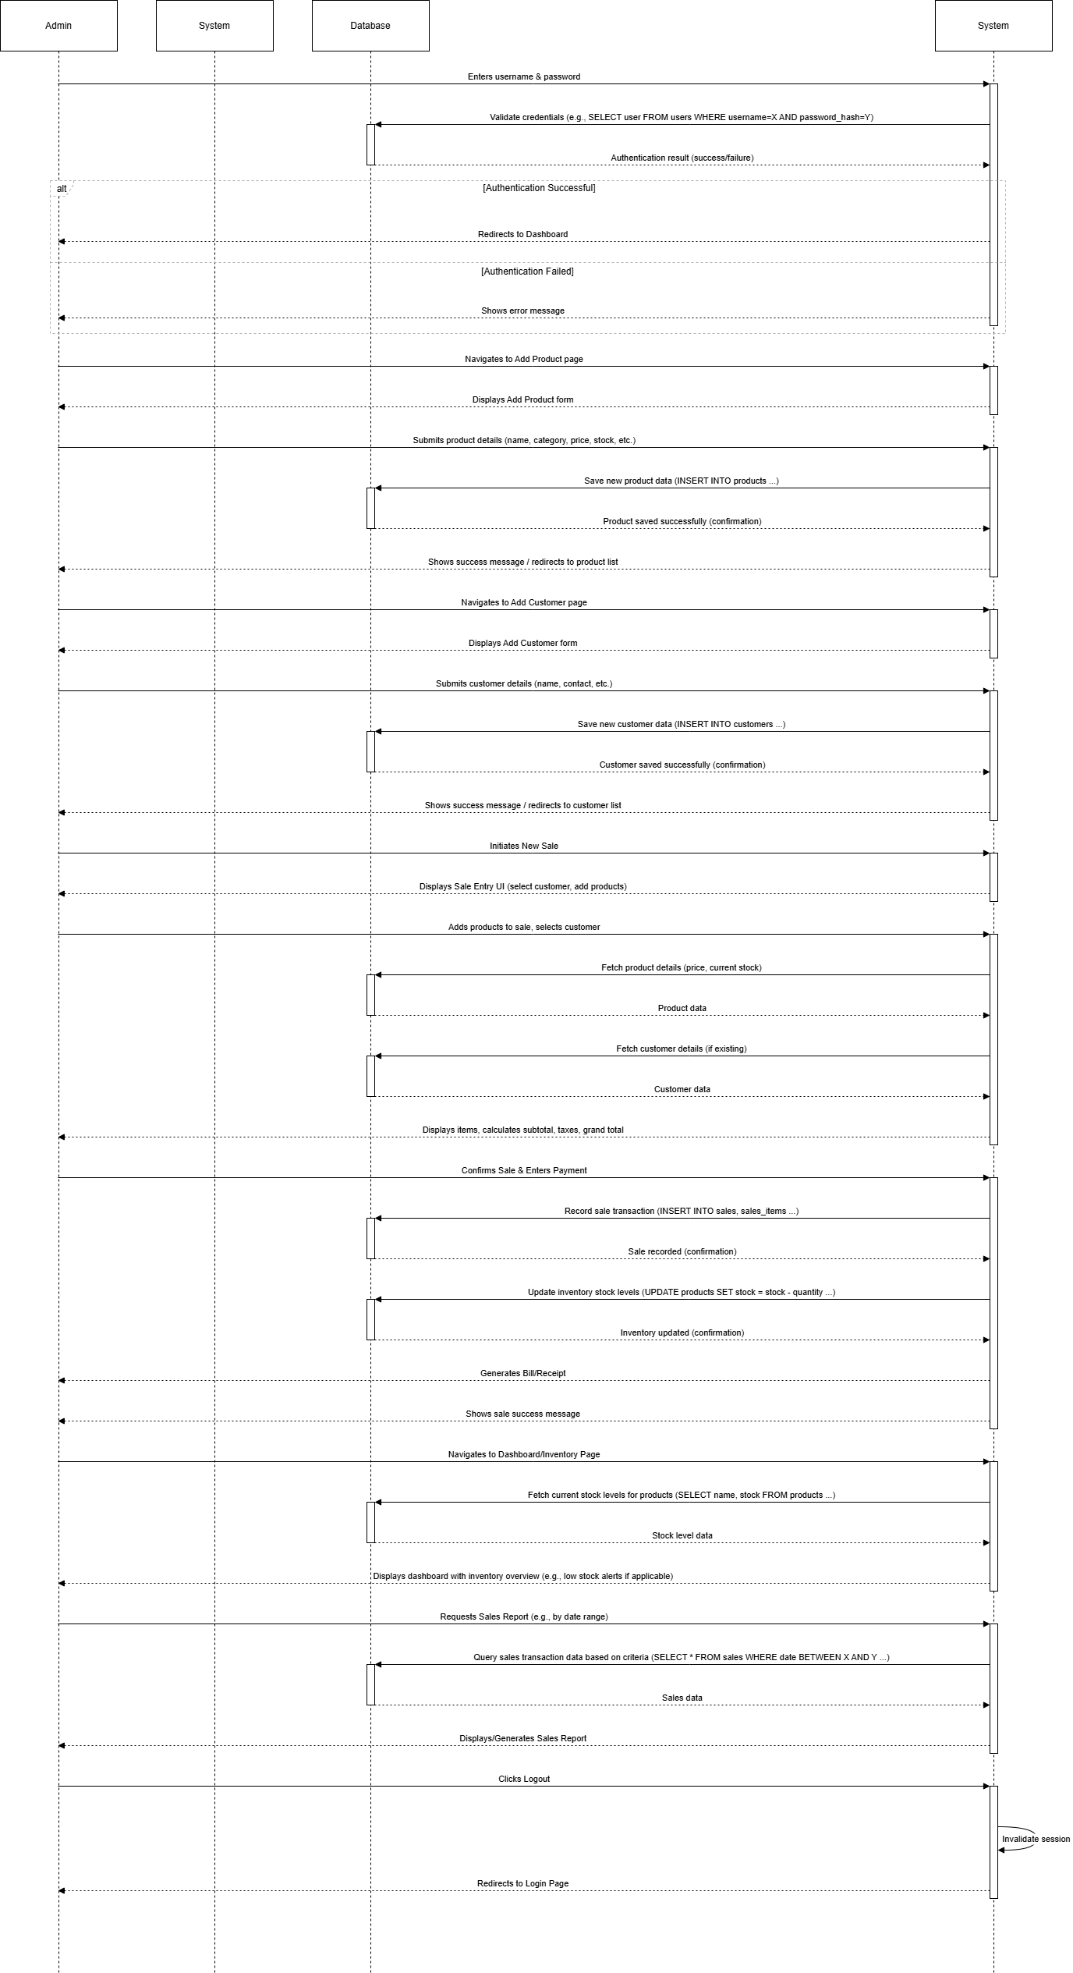 Admin
System
Database
System
Enters username & password
Validate credentials (e.g., SELECT user FROM users WHERE username=X AND password_hash=Y)
Authentication result (success/failure)
alt
[Authentication Successful]
Redirects to Dashboard
[Authentication Failed]
Shows error message
Navigates to Add Product page
Displays Add Product form
Submits product details (name, category, price, stock, etc.)
Save new product data (INSERT INTO products ...)
Product saved successfully (confirmation)
Shows success message / redirects to product list
Navigates to Add Customer page
Displays Add Customer form
Submits customer details (name, contact, etc.)
Save new customer data (INSERT INTO customers ...)
Customer saved successfully (confirmation)
Shows success message / redirects to customer list
Initiates New Sale
Displays Sale Entry UI (select customer, add products)
Adds products to sale, selects customer
Fetch product details (price, current stock)
Product data
Fetch customer details (if existing)
Customer data
Displays items, calculates subtotal, taxes, grand total
Confirms Sale & Enters Payment
Record sale transaction (INSERT INTO sales, sales_items ...)
Sale recorded (confirmation)
Update inventory stock levels (UPDATE products SET stock = stock - quantity ...)
Inventory updated (confirmation)
Generates Bill/Receipt
Shows sale success message
Navigates to Dashboard/Inventory Page
Fetch current stock levels for products (SELECT name, stock FROM products ...)
Stock level data
Displays dashboard with inventory overview (e.g., low stock alerts if applicable)
Requests Sales Report (e.g., by date range)
Query sales transaction data based on criteria (SELECT * FROM sales WHERE date BETWEEN X AND Y ...)
Sales data
Displays/Generates Sales Report
Clicks Logout
Invalidate session
Redirects to Login Page